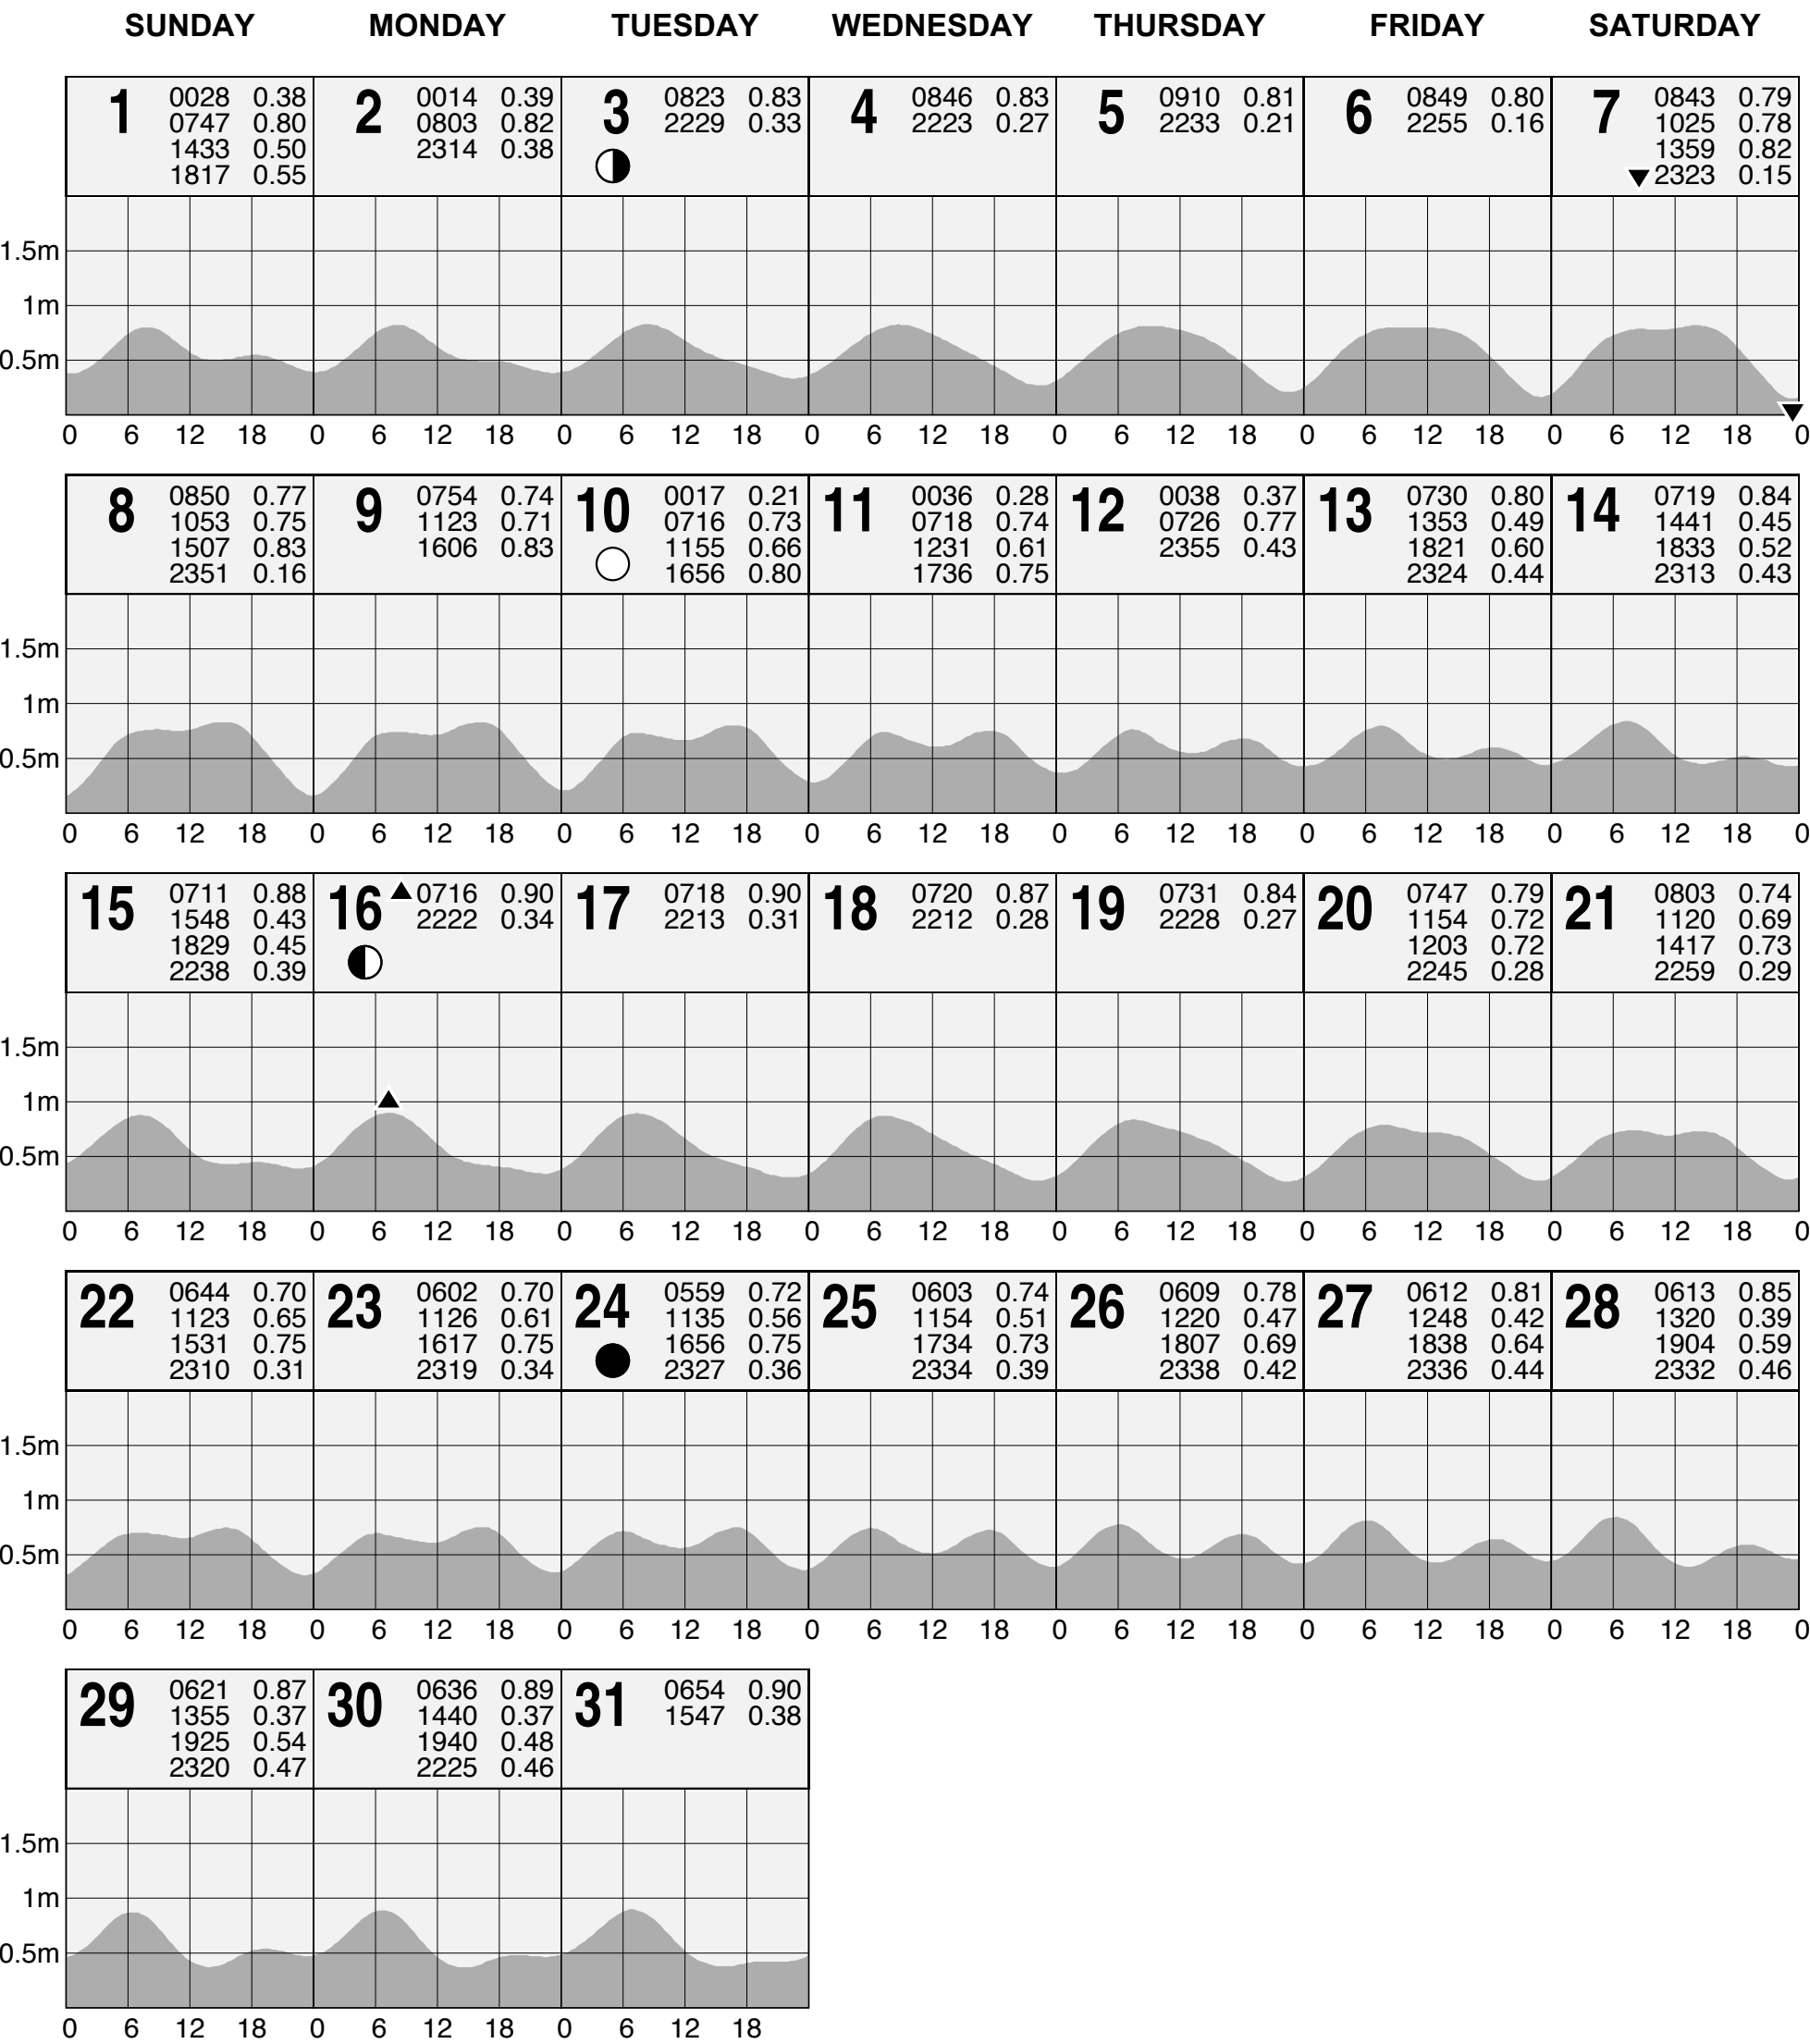 SUNDAY MONDAY TUESDAY WEDNESDAY THURSDAY FRIDAY SATURDAY
1 0028 0.38
0747 0.80
1433 0.50
1817 0.55
2 0014 0.39
0803 0.82
2314 0.38
3 0823 0.83
2229 0.33
4 0846 0.83
2223 0.27
5 0910 0.81
2233 0.21
6 0849 0.80
2255 0.16
7 0843 0.79
1025 0.78
1359 0.82
2323 0.15
1.5m
1m
0.5m
0 6 12 18 0 6 12 18 0 6 12 18 0 6 12 18 0 6 12 18 0 6 12 18 0 6 12 18 0
8 0850 0.77
1053 0.75
1507 0.83
2351 0.16
9 0754 0.74
1123 0.71
1606 0.83
10 0017 0.21
0716 0.73
1155 0.66
1656 0.80
11 0036 0.28
0718 0.74
1231 0.61
1736 0.75
12 0038 0.37
0726 0.77
2355 0.43
13 0730 0.80
1353 0.49
1821 0.60
2324 0.44
14 0719 0.84
1441 0.45
1833 0.52
2313 0.43
1.5m
1m
0.5m
0 6 12 18 0 6 12 18 0 6 12 18 0 6 12 18 0 6 12 18 0 6 12 18 0 6 12 18 0
15 0711 0.88
1548 0.43
1829 0.45
2238 0.39
16 0716 0.90
2222 0.34
17 0718 0.90
2213 0.31
18 0720 0.87
2212 0.28
19 0731 0.84
2228 0.27
20 0747 0.79
1154 0.72
1203 0.72
2245 0.28
21 0803 0.74
1120 0.69
1417 0.73
2259 0.29
1.5m
1m
0.5m
0 6 12 18 0 6 12 18 0 6 12 18 0 6 12 18 0 6 12 18 0 6 12 18 0 6 12 18 0
22 0644 0.70
1123 0.65
1531 0.75
2310 0.31
23 0602 0.70
1126 0.61
1617 0.75
2319 0.34
24 0559 0.72
1135 0.56
1656 0.75
2327 0.36
25 0603 0.74
1154 0.51
1734 0.73
2334 0.39
26 0609 0.78
1220 0.47
1807 0.69
2338 0.42
27 0612 0.81
1248 0.42
1838 0.64
2336 0.44
28 0613 0.85
1320 0.39
1904 0.59
2332 0.46
1.5m
1m
0.5m
0 6 12 18 0 6 12 18 0 6 12 18 0 6 12 18 0 6 12 18 0 6 12 18 0 6 12 18 0
29 0621 0.87
1355 0.37
1925 0.54
2320 0.47
30 0636 0.89
1440 0.37
1940 0.48
2225 0.46
31 0654 0.90
1547 0.38
1.5m
1m
0.5m
0 6 12 18 0 6 12 18 0 6 12 18